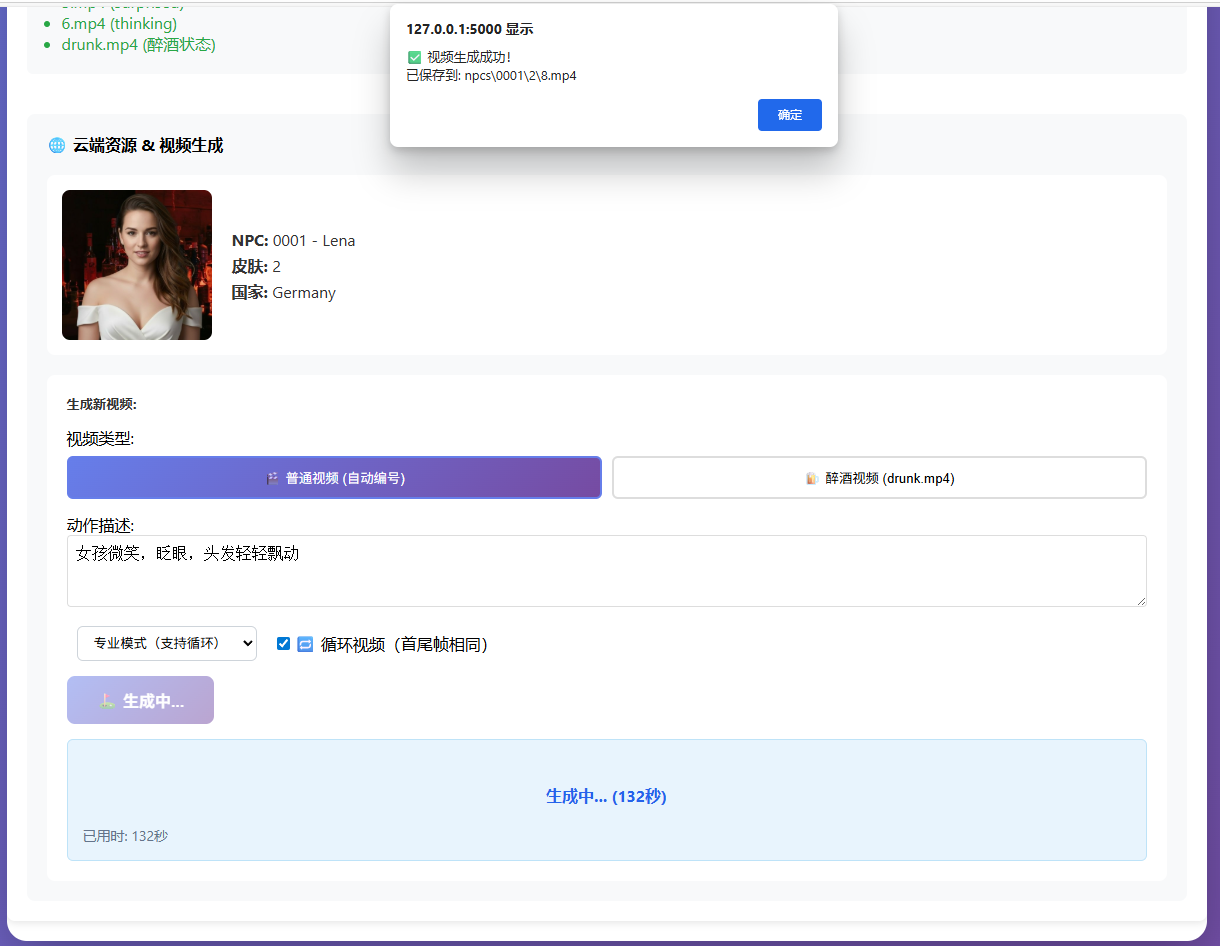 6.mp4 (thinking)
drunk.mp4 (醉酒状态)
127.0.0.1:5000 显示
✅ 视频生成成功！
已保存到: npcs\0001\2\8.mp4
确定
🌐 云端资源 & 视频生成
NPC: 0001 - Lena
皮肤: 2
国家: Germany
生成新视频:
视频类型:
🎬 普通视频 (自动编号)
🍺 醉酒视频 (drunk.mp4)
动作描述:
女孩微笑，眨眼，头发轻轻飘动
专业模式（支持循环）
🔁 循环视频（首尾帧相同）
生成中...
生成中... (132秒)
已用时: 132秒